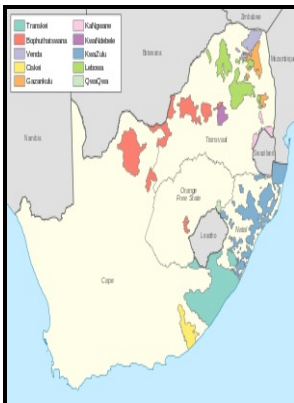 Transkei
Bophuthatswana
Venda
Ciskei
Gazankulu
KaNgwane
KwaNdebele
KwaZulu
Lebowa
QwaQwa
Zimbabwe
Botswana
Mozambique
Namibia
Transvaal
Swaziland
Orange
Free State
Natal
Lesotho
Cape